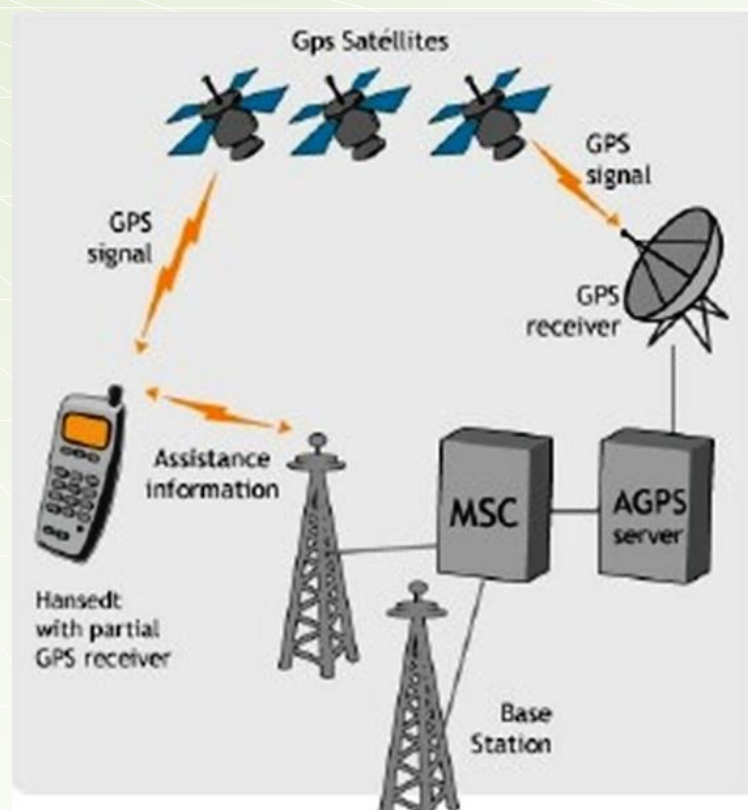 Gps Satéllites
GPS
signal
GPS
signal
GPS
receiver
Assistance
information
MSC
AGPS
server
Hansedt
with partial
GPS receiver
Base
Station